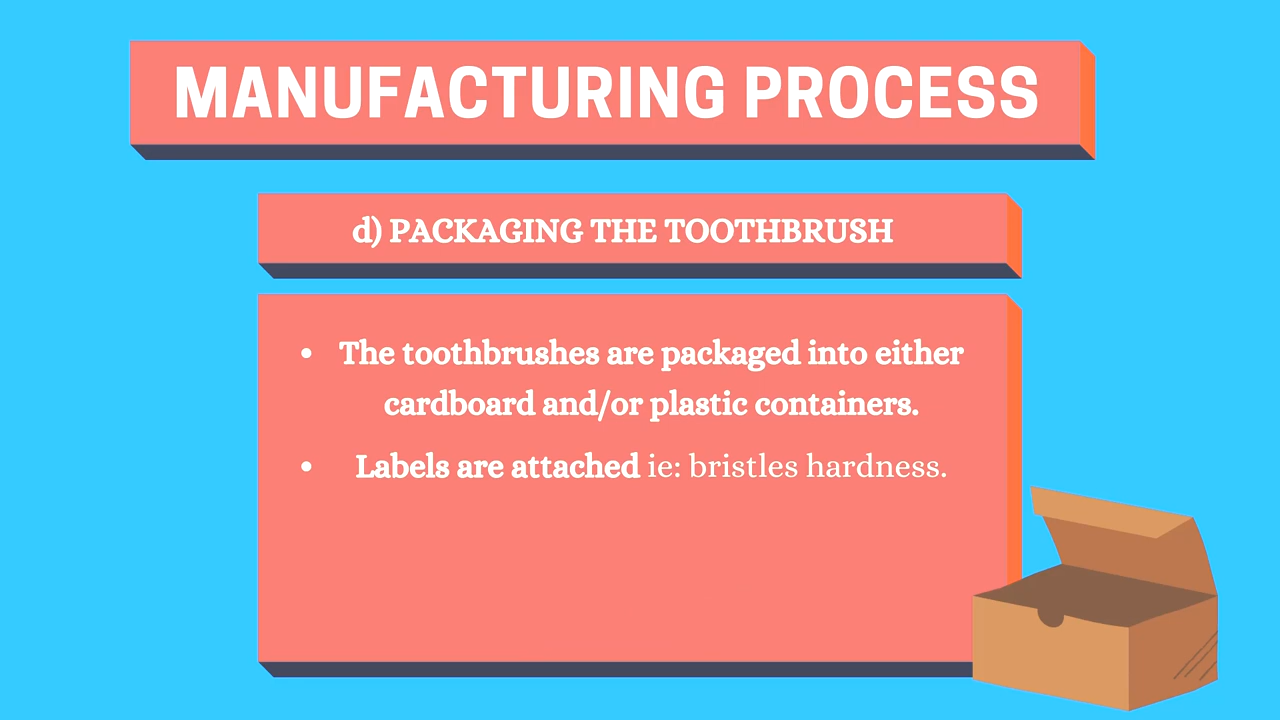 MANUFACTURING PROCESS
d) PACKAGING THE TOOTHBRUSH
• The toothbrushes are packaged into either
cardboard and/or plastic containers.
• Labels are attached ie: bristles hardness.